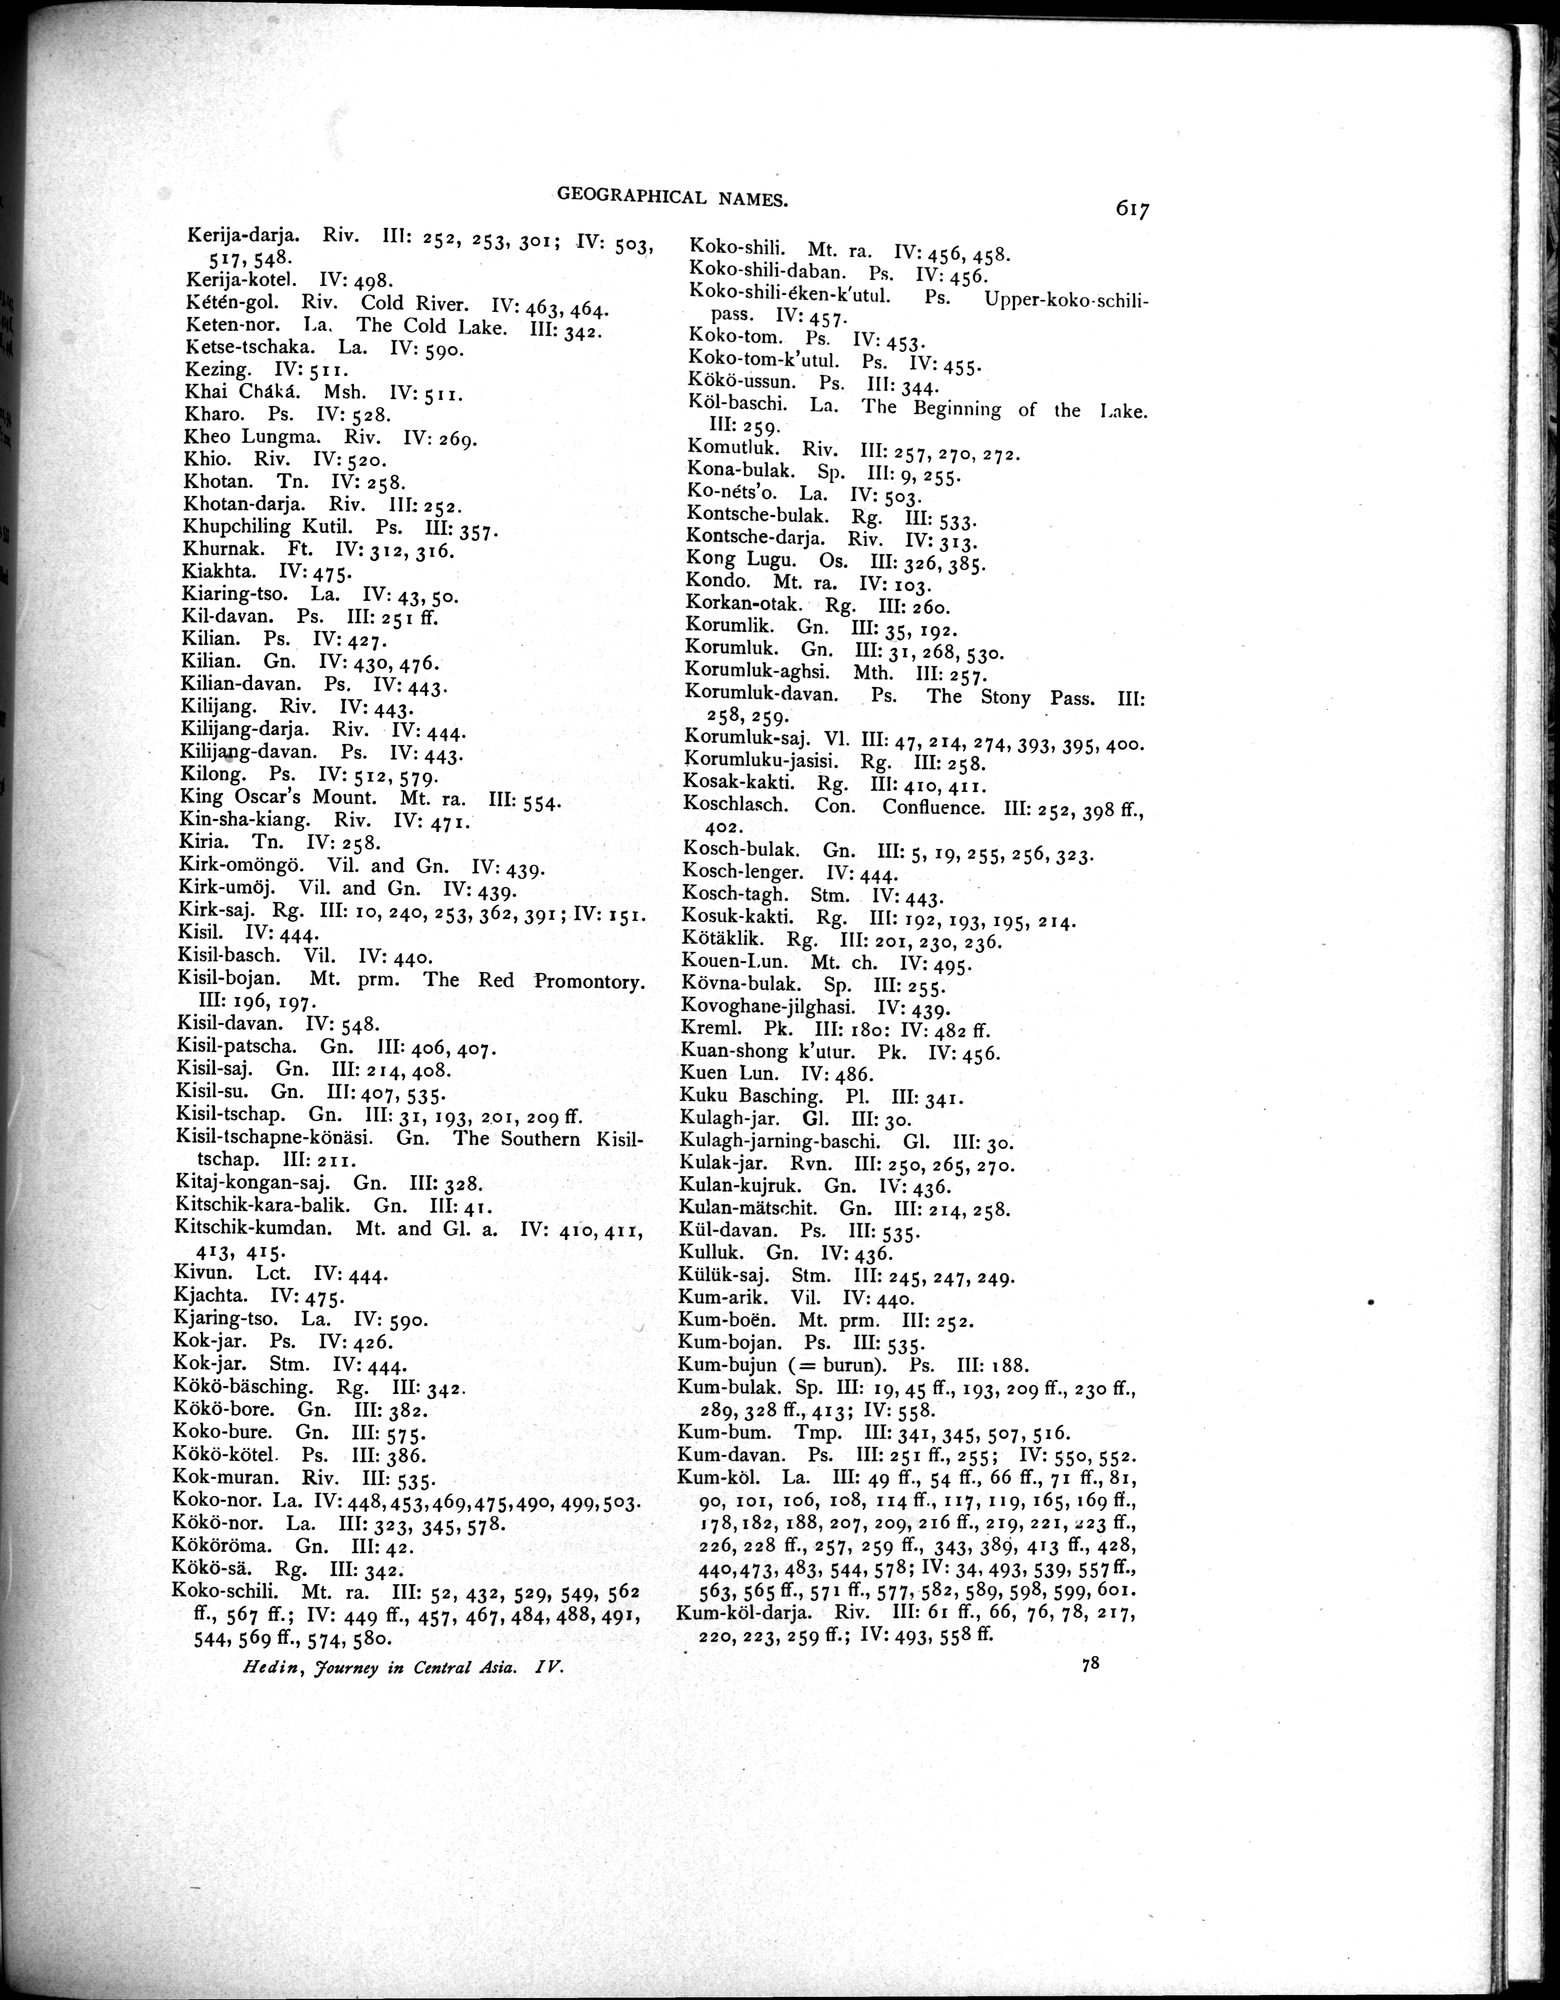 GEOGRAPHICAL NAMES.
617
Kerija-darja. Riv. III: 252, 253, 301; IV: 503,
517, 548.
Kerija-kotel. IV: 498.
Kétén-gol. Riv. Cold River. IV: 463, 464.
Keten-nor. La. The Cold Lake. III: 342.
Ketse-tschaka. La. IV: 590.
Kezing. IV: 511.
Khai Cháká. Msh. IV: 511.
Kharo. Ps. IV: 528.
Kheo Lungma. Riv. IV: 269.
Khio. Riv. IV: 520.
Khotan. Tn. IV: 258.
Khotan-darja. Riv. III: 252.
Khupchiling Kutil. Ps. III: 357.
Khurnak. Ft. IV: 312, 316.
Kiakhta. IV: 475.
Kiaring-tso. La. IV: 43, 50.
Kil-davan. Ps. III: 251 ff.
Kilian. Ps. IV: 427.
Kilian. Gn. IV: 430, 476.
Kilian-davan. Ps. IV: 443.
Kilijang. Riv. IV: 443.
Kilijang-darja. Riv. IV: 444.
Kilijang-davan. Ps. IV: 443.
Kilong. Ps. IV: 512, 579.
King Oscar's Mount. Mt. ra. III: 554.
Kin-sha-kiang. Riv. IV: 471.
Kiria. Tn. IV: 258.
Kirk-omöngö. Vil. and Gn. IV: 439.
Kirk-umöj. Vil. and Gn. IV: 439.
Kirk-saj. Rg. III: 10, 240, 253, 362, 391; IV: 151.
Kisil. IV: 444.
Kisil-basch. Vil. IV: 440.
Kisil-bojan. Mt. prm. The Red Promontory.
III: 196, 197.
Kisil-davan. IV: 548.
Kisil-patscha. Gn. III: 406, 407.
Kisil-saj. Gn. III: 214, 408.
Kisil-su. Gn. III: 407, 535.
Kisil-tschap. Gn. III: 31, 193, 201, 209 ff.
Kisil-tschapne-könäsi. Gn. The Southern Kisil-
tschap. III: 211.
Kitaj-kongan-saj. Gn. III: 328.
Kitschik-kara-balik. Gn. III: 41.
Kitschik-kumdan. Mt. and Gl. a. IV: 410, 411,
413, 415.
Kivun. Lct. IV: 444.
Kjachta. IV: 475.
Kjaring-tso. La. IV: 590.
Kok-jar. Ps. IV: 426.
Kok-jar. Stm. IV: 444.
Kökö-bäsching. Rg. III: 342.
Kökö-bore. Gn. III: 382.
Koko-bure. Gn. III: 575.
Kökö-kötel. Ps. III: 386.
Kok-muran. Riv. III: 535.
Koko-nor. La. IV: 448, 453, 469, 475, 490, 499, 503.
Kökö-nor. La. III: 323, 345, 578.
Kököröma. Gn. III: 42.
Kökö-sä. Rg. III: 342.
Koko-schili. Mt. ra. III: 52, 432, 529, 549, 562
ff., 567 ff.; IV: 449 ff., 457, 467, 484, 488, 491,
544, 569 ff., 574, 580.
Koko-shili. Mt. ra. IV: 456, 458.
Koko-shili-daban. Ps. IV: 456.
Koko-shili-éken-k'utul. Ps. Upper-koko-schili-
pass. IV: 457.
Koko-tom. Ps. IV: 453.
Koko-tom-k'utul. Ps. IV: 455.
Kökö-ussun. Ps. III: 344.
Köl-baschi. La. The Beginning of the Lake.
III: 259.
Komutluk. Riv. III: 257, 270, 272.
Kona-bulak. Sp. III: 9, 255.
Ko-néts'o. La. IV: 503.
Kontsche-bulak. Rg. III: 533.
Kontsche-darja. Riv. IV: 313.
Kong Lugu. Os. III: 326, 385.
Kondo. Mt. ra. IV: 103.
Korkan-otak. Rg. III: 260.
Korumlik. Gn. III: 35, 192.
Korumluk. Gn. III: 31, 268, 530.
Korumluk-aghsi. Mth. III: 257.
Korumluk-davan. Ps. The Stony Pass. III:
258, 259.
Korumluk-saj. Vl. III: 47, 214, 274, 393, 395, 400.
Korumluku-jasisi. Rg. III: 258.
Kosak-kakti. Rg. III: 410, 411.
Koschlasch. Con. Confluence. III: 252, 398 ff.,
402.
Kosch-bulak. Gn. III: 5, 19, 255, 256, 323.
Kosch-lenger. IV: 444.
Kosch-tagh. Stm. IV: 443.
Kosuk-kakti. Rg. III: 192, 193, 195, 214.
Kötäklik. Rg. III: 201, 230, 236.
Kouen-Lun. Mt. ch. IV: 495.
Kövna-bulak. Sp. III: 255.
Kovoghane-jilghasi. IV: 439.
Kreml. Pk. III: 180: IV: 482 ff.
Kuan-shong k'utur. Pk. IV: 456.
Kuen Lun. IV: 486.
Kuku Basching. Pl. III: 341.
Kulagh-jar. Gl. III: 30.
Kulagh-jarning-baschi. Gl. III: 30.
Kulak-jar. Rvn. III: 250, 265, 270.
Kulan-kujruk. Gn. IV: 436.
Kulan-mätschit. Gn. III: 214, 258.
Kül-davan. Ps. III: 535.
Kulluk. Gn. IV: 436.
Külük-saj. Stm. III: 245, 247, 249.
Kum-arik. Vil. IV: 440.
Kum-boën. Mt. prm. III: 252.
Kum-bojan. Ps. III: 535.
Kum-bujun (= burun). Ps. III: 188.
Kum-bulak. Sp. III: 19, 45 ff., 193, 209 ff., 230 ff.,
289, 328 ff., 413; IV: 558.
Kum-bum. Tmp. III: 341, 345, 507, 516.
Kum-davan. Ps. III: 251 ff., 255; IV: 550, 552.
Kum-köl. La. III: 49 ff., 54 ff., 66 ff., 71 ff., 81,
90, 101, 106, 108, 114 ff., 117, 119, 165, 169 ff.,
178, 182, 188, 207, 209, 216 ff., 219, 221, 223 ff.,
226, 228 ff., 257, 259 ff., 343, 389, 413 ff., 428,
440, 473, 483, 544, 578; IV: 34, 493, 539, 557 ff.,
563, 565 ff., 571 ff., 577, 582, 589, 598, 599, 601.
Kum-köl-darja. Riv. III: 61 ff., 66, 76, 78, 217,
220, 223, 259 ff.; IV: 493, 558 ff.
Hedin, Journey in Central Asia. IV.
78